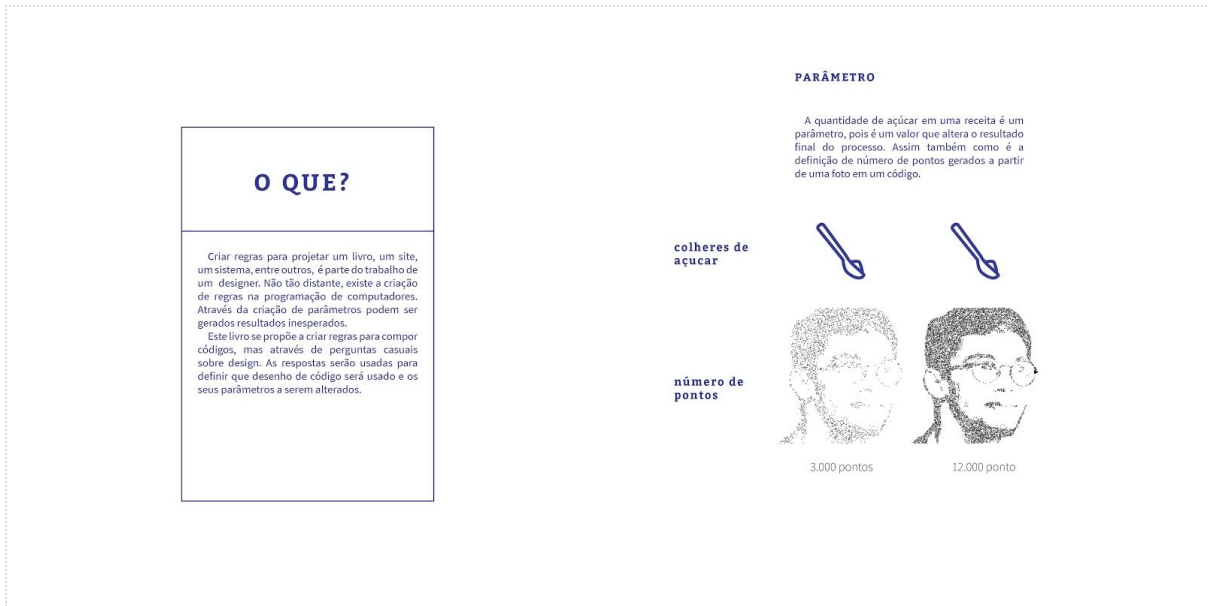 O QUE?
Criar regras para projetar um livro, um site,
um sistema, entre outros, é parte do trabalho de
um designer. Não tão distante, existe a criação
de regras na programação de computadores.
Através da criação de parâmetros podem ser
gerados resultados inesperados.
Este livro se propõe a criar regras para compor
códigos, mas através de perguntas casuais
sobre design. As respostas serão usadas para
definir que desenho de código será usado e os
seus parâmetros a serem alterados.
PARÂMETRO
A quantidade de açúcar em uma receita é um
parâmetro, pois é um valor que altera o resultado
final do processo. Assim também como é a
definição de número de pontos gerados a partir
de uma foto em um código.
colheres de
açucar
número de
pontos
3.000 pontos
12.000 ponto